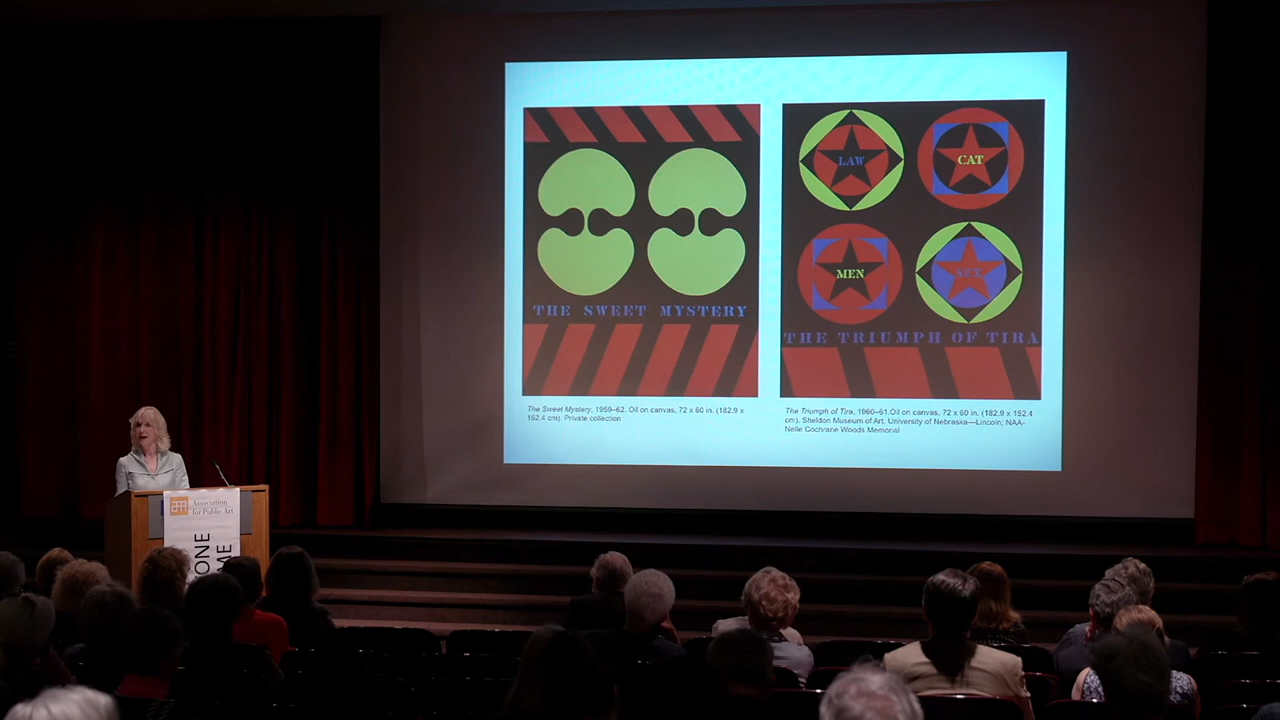 LAW
CAT
MEN
SEX
THE SWEET MYSTERY
THE TRIUMPH OF TIRA
The Sweet Mystery, 1959–62. Oil on canvas, 72 x 60 in. (182.9 x
152.4 cm). Private collection
The Triumph of Tira, 1960–61.Oil on canvas, 72 x 60 in. (182.9 x 152.4
cm). Sheldon Museum of Art, University of Nebraska—Lincoln; NAA-
Nelle Cochrane Woods Memorial
Association
for Public Art
ONE